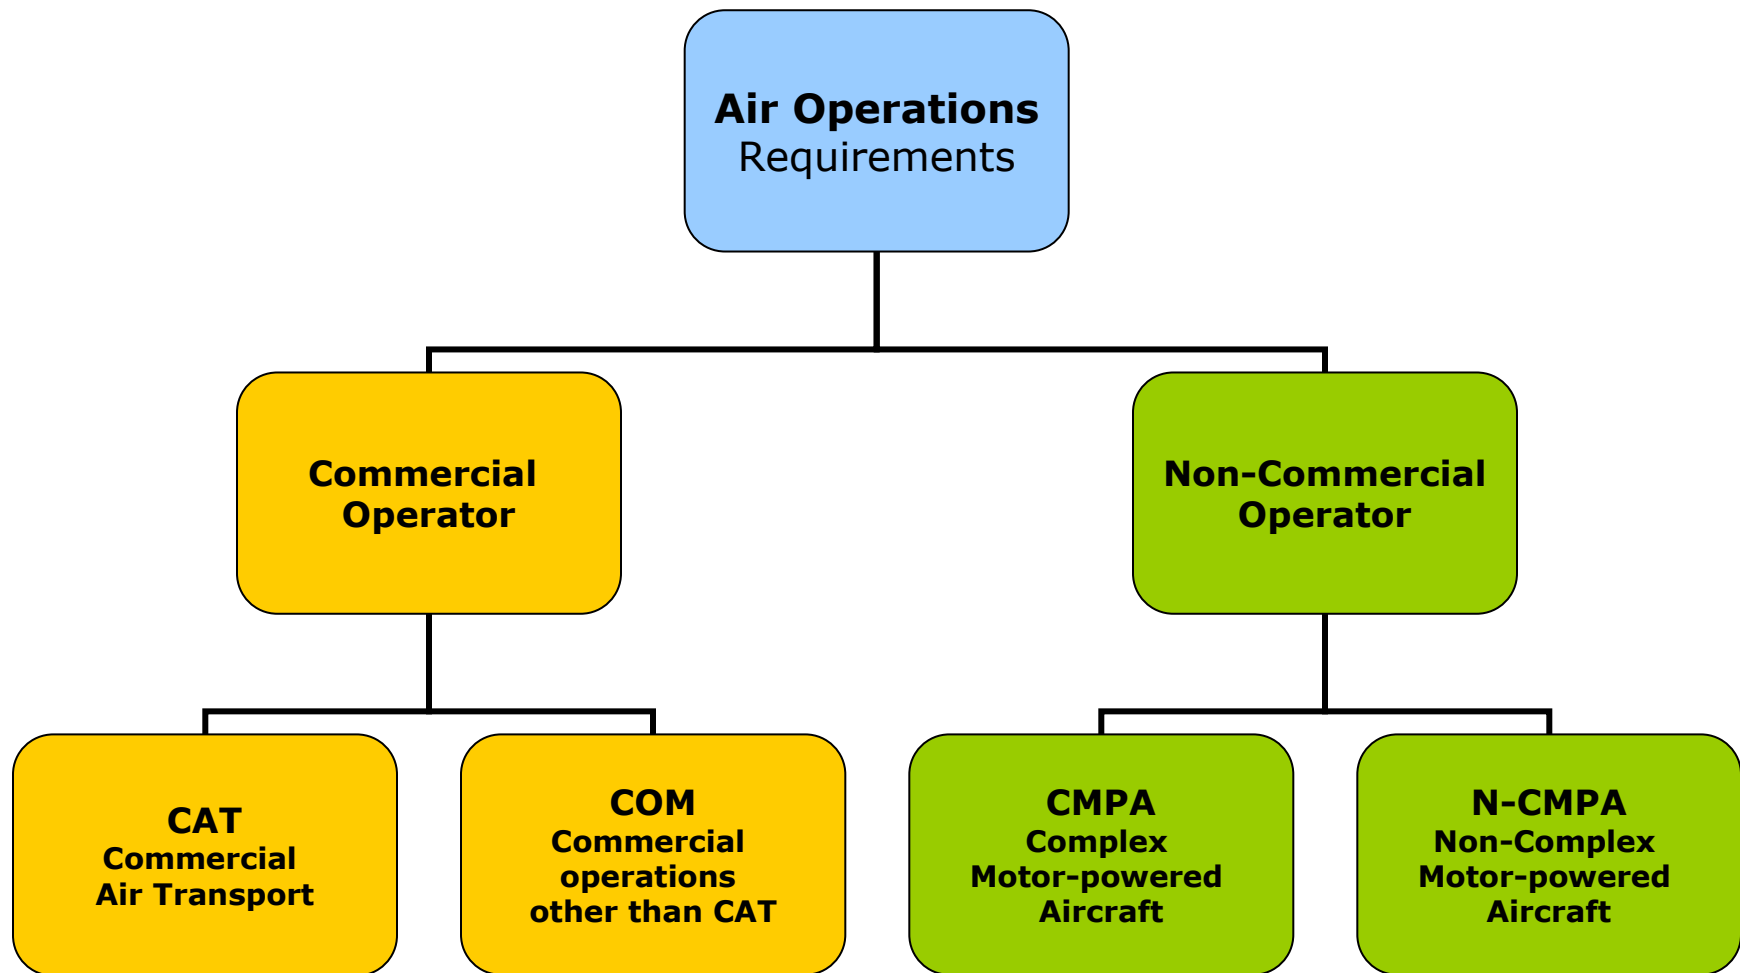 Air Operations
Requirements
Commercial
Operator
Non-Commercial
Operator
CAT
Commercial
Air Transport
COM
Commercial
operations
other than CAT
CMPA
Complex
Motor-powered
Aircraft
N-CMPA
Non-Complex
Motor-powered
Aircraft